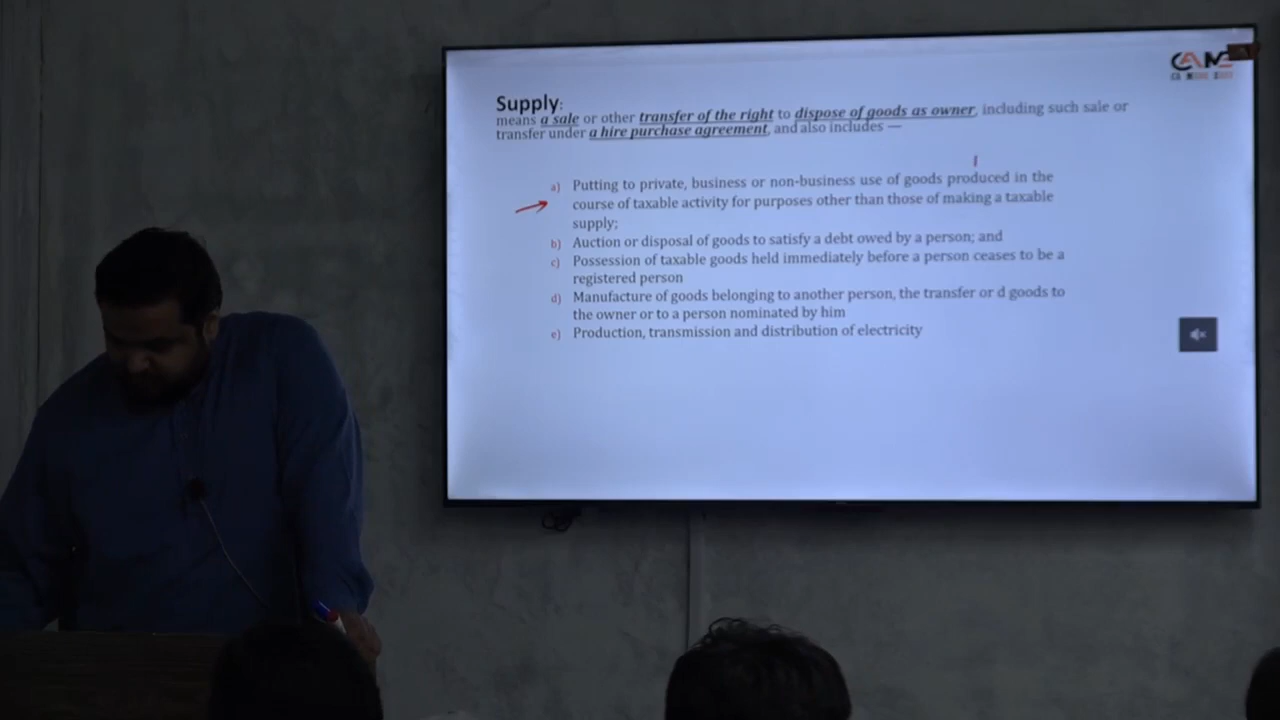 CAME
Supply:
means a sale or other transfer of the right to dispose of goods as owner, including such sale or
transfer under a hire purchase agreement, and also includes —
a) Putting to private, business or non-business use of goods produced in the
course of taxable activity for purposes other than those of making a taxable
supply;
b) Auction or disposal of goods to satisfy a debt owed by a person; and
c) Possession of taxable goods held immediately before a person ceases to be a
registered person
d) Manufacture of goods belonging to another person, the transfer or d goods to
the owner or to a person nominated by him
e) Production, transmission and distribution of electricity